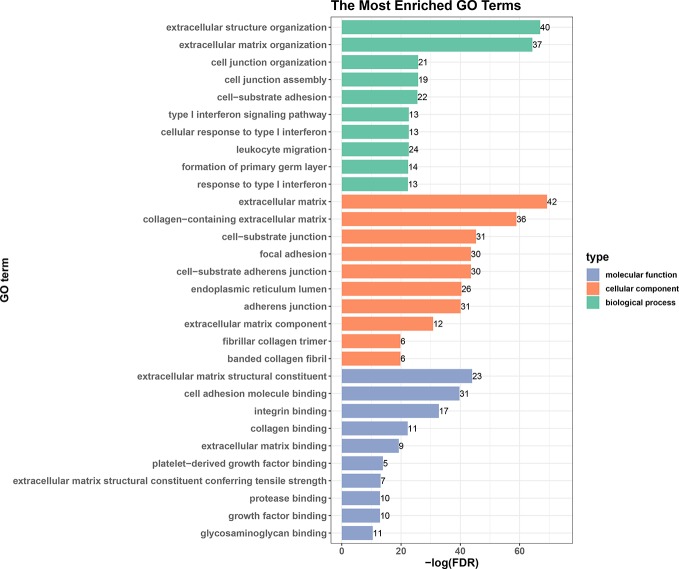 The Most Enriched GO Terms
extracellular structure organization 40
extracellular matrix organization 37
cell junction organization 21
cell junction assembly 19
cell−substrate adhesion 22
type I interferon signaling pathway 13
cellular response to type I interferon 13
leukocyte migration 24
formation of primary germ layer 14
response to type I interferon 13
extracellular matrix 42
collagen−containing extracellular matrix 36
cell−substrate junction 31
focal adhesion 30
cell−substrate adherens junction 30
endoplasmic reticulum lumen 26
adherens junction 31
extracellular matrix component 12
fibrillar collagen trimer 6
banded collagen fibril 6
extracellular matrix structural constituent 23
cell adhesion molecule binding 31
integrin binding 17
collagen binding 11
extracellular matrix binding 9
platelet−derived growth factor binding 5
extracellular matrix structural constituent conferring tensile strength 7
protease binding 10
growth factor binding 10
glycosaminoglycan binding 11
0 20 40 60
−log(FDR)
GO term
type
molecular function
cellular component
biological process